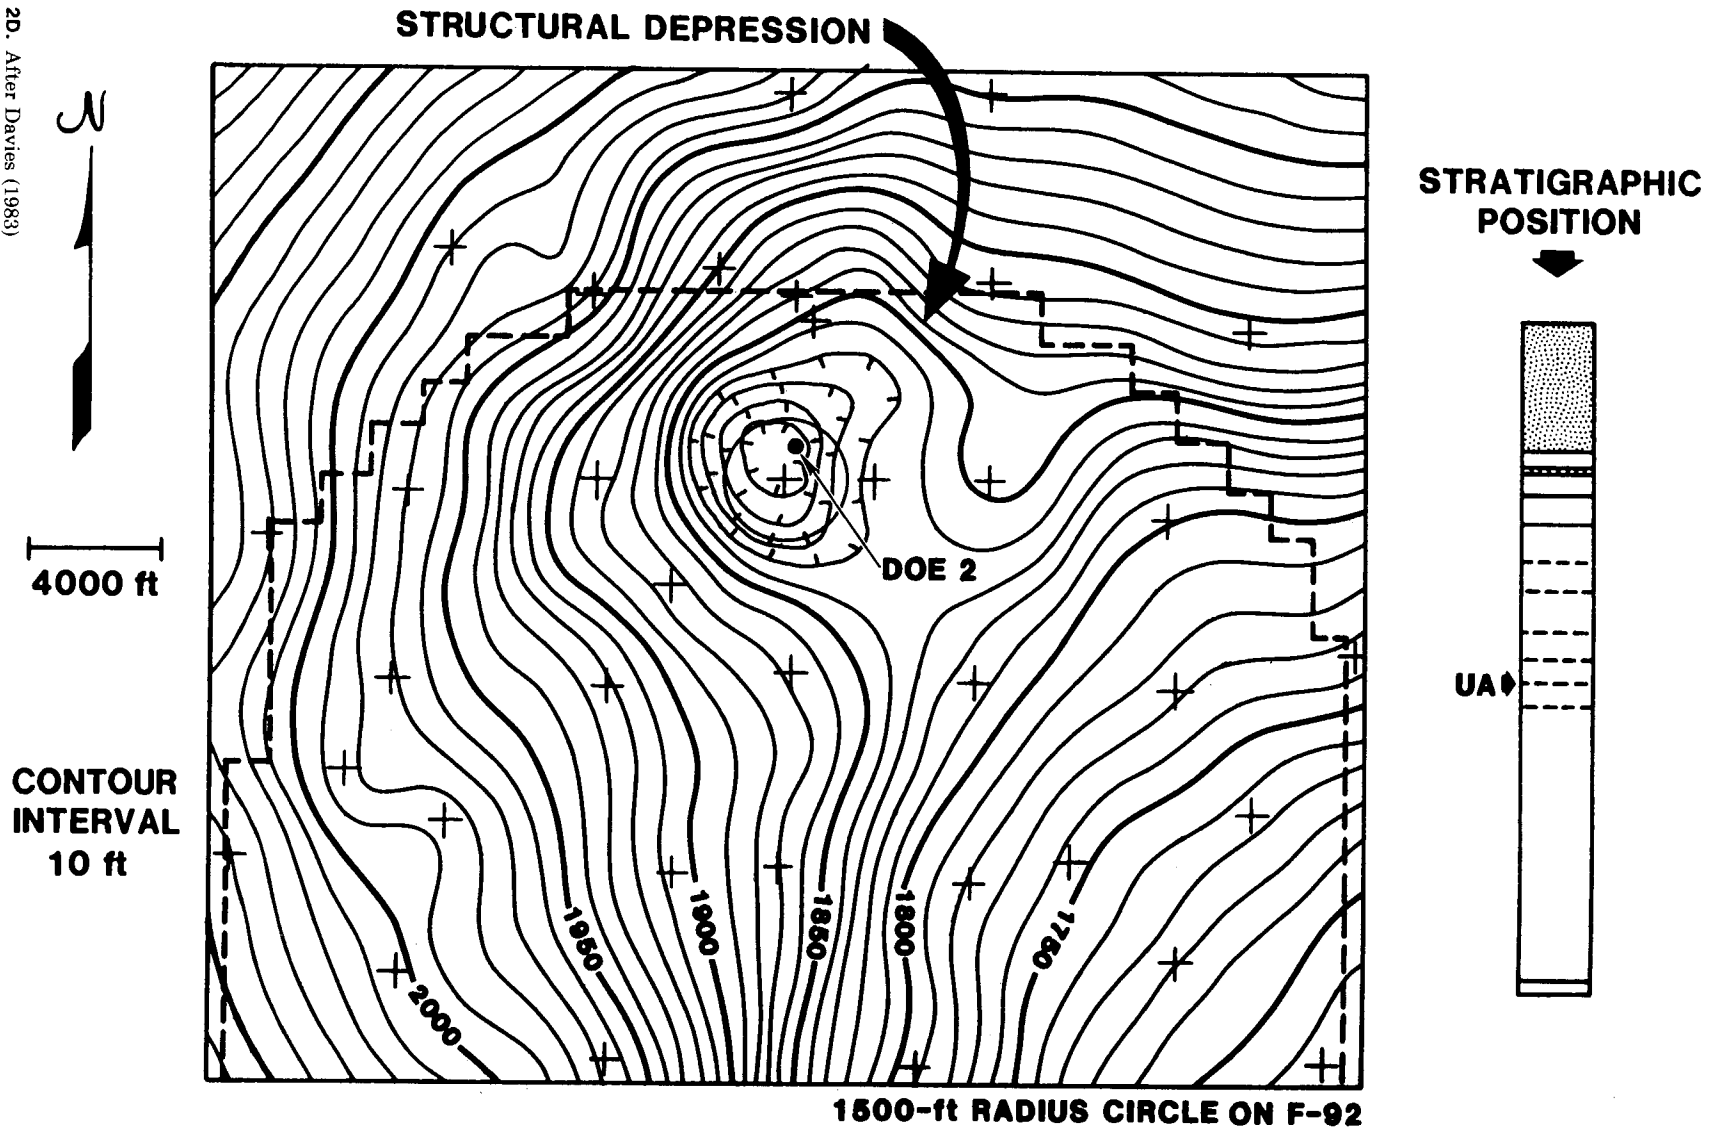 STRUCTURAL DEPRESSION
2D. After Davies (1983)
N
STRATIGRAPHIC
POSITION
4000 ft
DOE 2
UA
CONTOUR
INTERVAL
10 ft
1950
1900
1850
1800
1750
2000
1500-ft RADIUS CIRCLE ON F-92